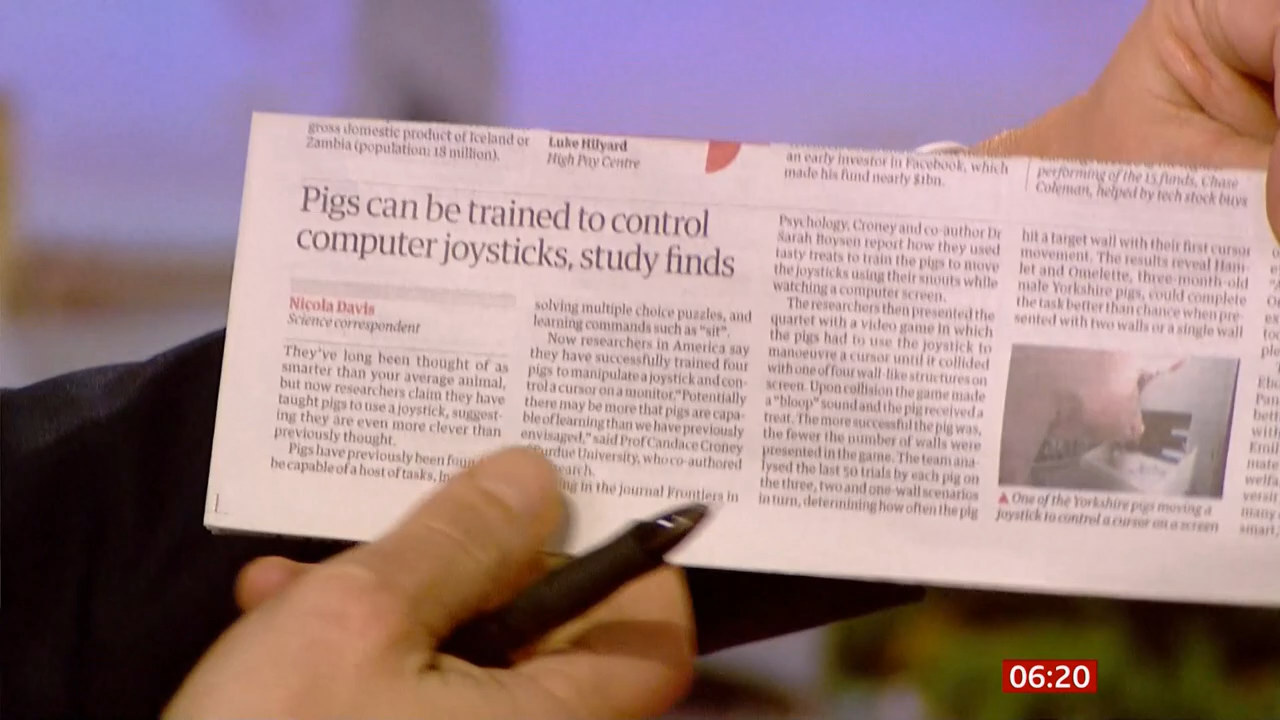 gross domestic product of Iceland or
Zambia (population: 18 million).
Luke Hilyard
High Pay Centre
an early investor in Facebook, which
made his fund nearly $1bn.
performing of the 15 funds, Chase
Coleman, helped by tech stock buys
Pigs can be trained to control
computer joysticks, study finds
Nicola Davis
Science correspondent
They've long been thought of as
smarter than your average animal,
but now researchers claim they have
taught pigs to use a joystick, suggest-
ing they are even more clever than
previously thought.
Pigs have previously been
be capable of a host of tasks,
solving multiple choice puzzles, and
learning commands such as "sit".
Now researchers in America say
they have successfully trained four
pigs to manipulate a joystick and con-
trol a cursor on a monitor. "Potentially
there may be more that pigs are capa-
ble of learning than we have previously
envisaged," said Prof Candace Croney
Purdue University, who co-authored
in the journal Frontiers in
Psychology, Croney and co-author Dr
Sarah Boysen report how they used
tasty treats to train the pigs to move
the joysticks using their snouts while
watching a computer screen.
The researchers then presented the
quartet with a video game in which
the pigs had to use the joystick to
manoeuvre a cursor until it collided
with one of four wall-like structures on
screen. Upon collision the game made
a "bloop" sound and the pig received a
treat. The more successful the pig was,
the fewer the number of walls were
presented in the game. The team ana-
lysed the last 50 trials by each pig on
the three, two and one-wall scenarios
in turn, determining how often the pig
hit a target wall with their first cursor
movement. The results reveal Ham-
let and Omelette, three-month-old
male Yorkshire pigs, could complete
the task better than chance when pre-
sented with two walls or a single wall
▲ One of the Yorkshire pigs moving a
joystick to control a cursor on a screen
06:20